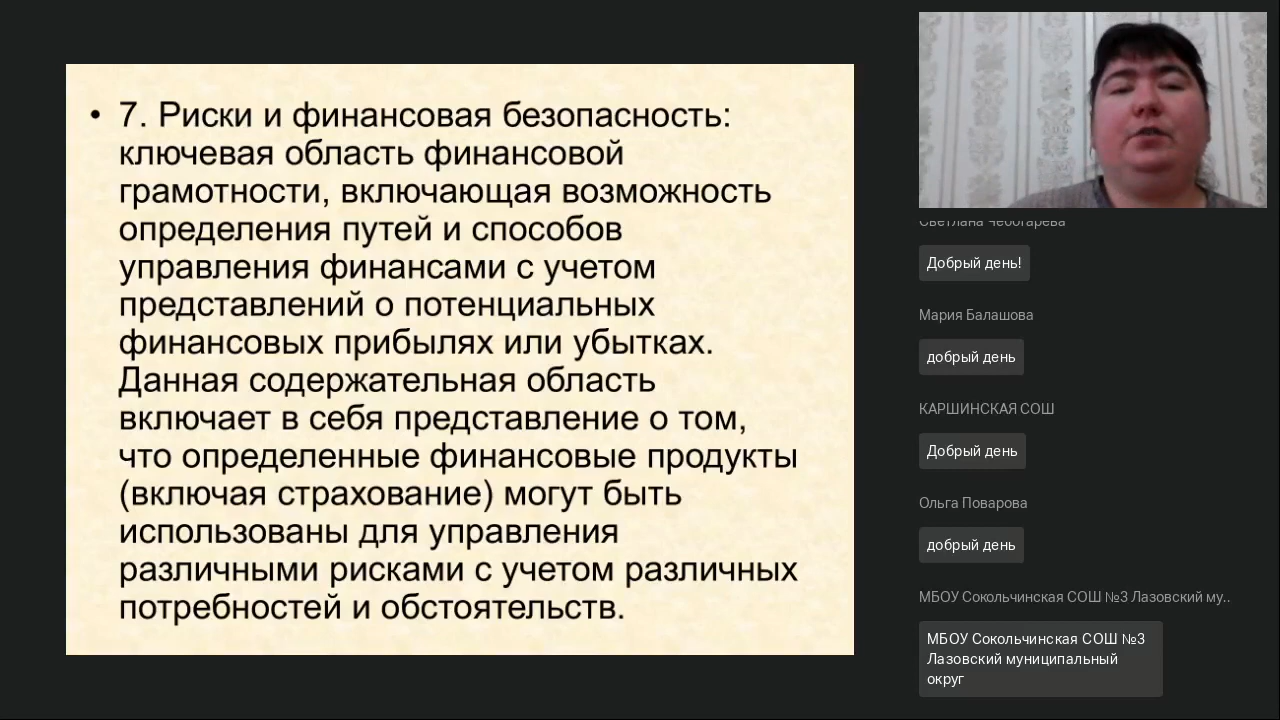 • 7. Риски и финансовая безопасность:
ключевая область финансовой
грамотности, включающая возможность
определения путей и способов
управления финансами с учетом
представлений о потенциальных
финансовых прибылях или убытках.
Данная содержательная область
включает в себя представление о том,
что определенные финансовые продукты
(включая страхование) могут быть
использованы для управления
различными рисками с учетом различных
потребностей и обстоятельств.
Светлана Чеботарева
Добрый день!
Мария Балашова
добрый день
КАРШИНСКАЯ СОШ
Добрый день
Ольга Поварова
добрый день
МБОУ Сокольчинская СОШ №3 Лазовский му..
МБОУ Сокольчинская СОШ №3
Лазовский муниципальный
округ